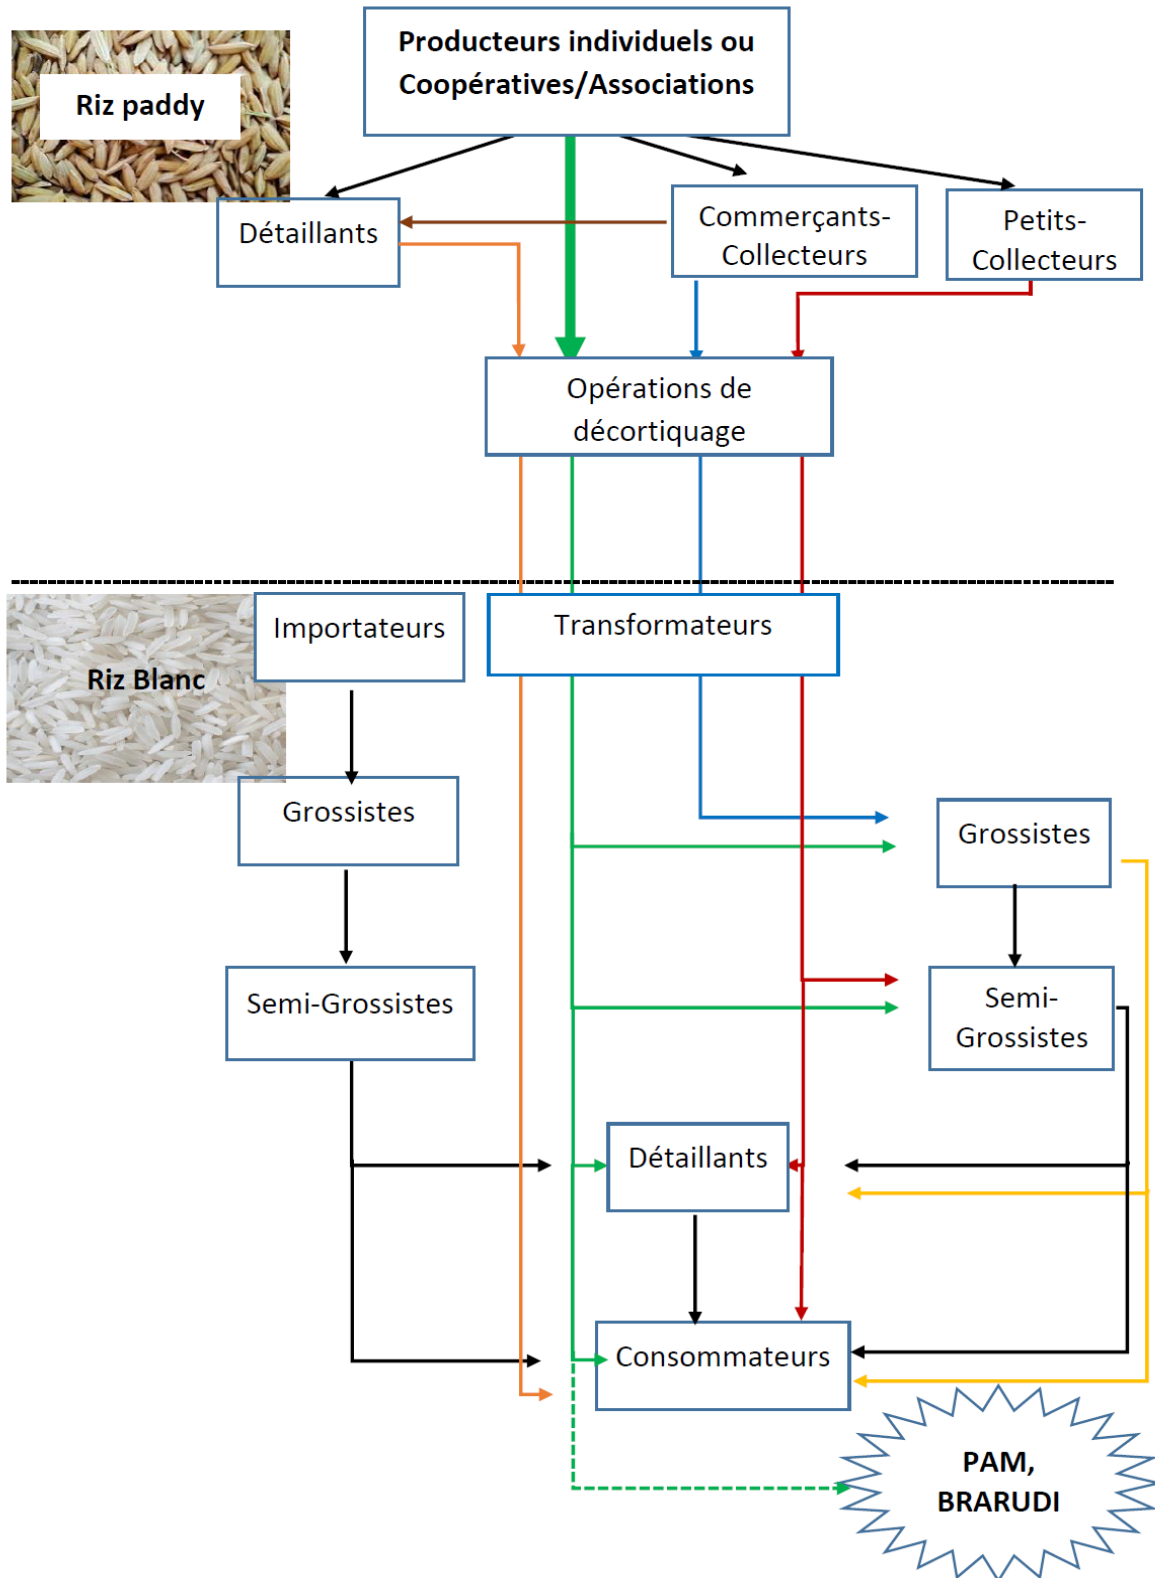 Producteurs individuels ou
Coopératives/Associations
Riz paddy
Détaillants
Commerçants-
Collecteurs
Petits-
Collecteurs
Opérations de
décortiquage
Importateurs
Transformateurs
Riz Blanc
Grossistes
Grossistes
Semi-Grossistes
Semi-
Grossistes
Détaillants
Consommateurs
PAM,
BRARUDI